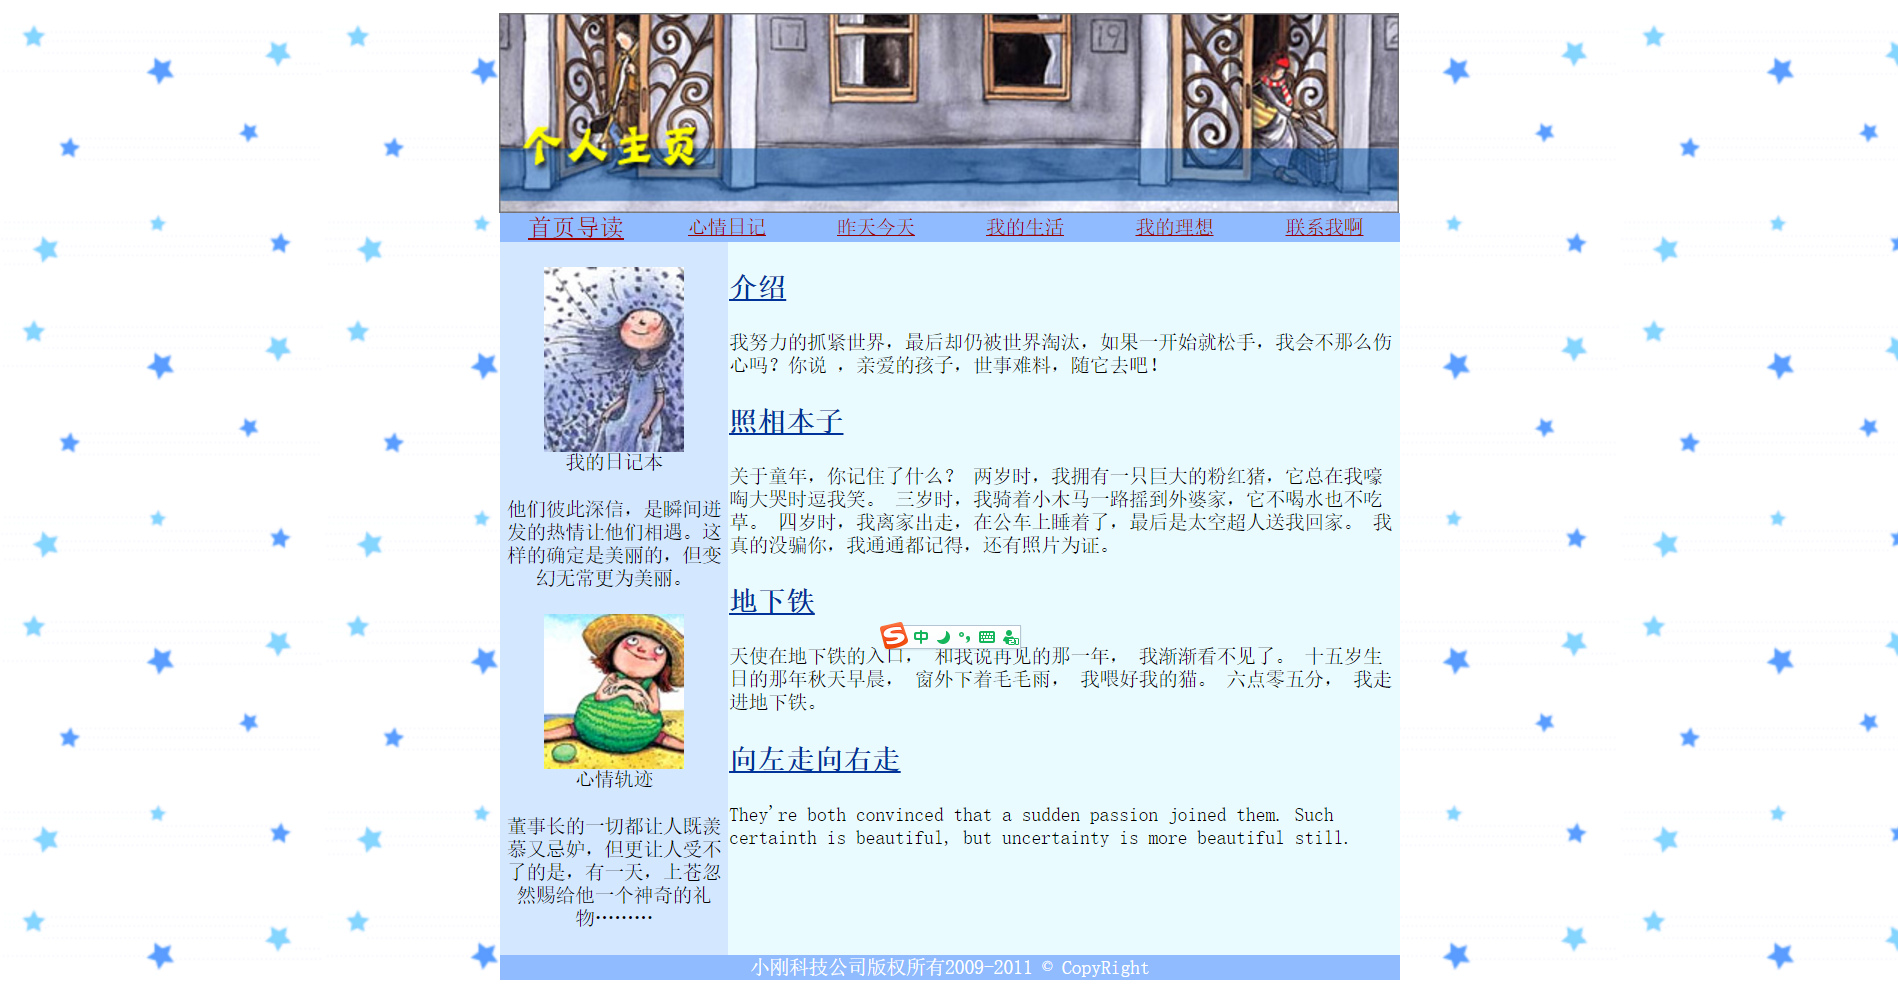 17
19
2
个人主页
首页导读 心情日记 昨天今天 我的生活 我的理想 联系我啊
我的日记本
他们彼此深信，是瞬间迸
发的热情让他们相遇。这
样的确定是美丽的，但变
幻无常更为美丽。
心情轨迹
董事长的一切都让人既羡
慕又忌妒，但更让人受不
了的是，有一天，上苍忽
然赐给他一个神奇的礼
物………
介绍
我努力的抓紧世界，最后却仍被世界淘汰，如果一开始就松手，我会不那么伤
心吗？你说 ，亲爱的孩子，世事难料，随它去吧！
照相本子
关于童年，你记住了什么？ 两岁时，我拥有一只巨大的粉红猪，它总在我嚎
啕大哭时逗我笑。 三岁时，我骑着小木马一路摇到外婆家，它不喝水也不吃
草。 四岁时，我离家出走，在公车上睡着了，最后是太空超人送我回家。 我
真的没骗你，我通通都记得，还有照片为证。
地下铁
中
天使在地下铁的入口， 和我说再见的那一年， 我渐渐看不见了。 十五岁生
日的那年秋天早晨， 窗外下着毛毛雨， 我喂好我的猫。 六点零五分， 我走
进地下铁。
向左走向右走
They're both convinced that a sudden passion joined them. Such
certainth is beautiful, but uncertainty is more beautiful still.
小刚科技公司版权所有2009-2011 © CopyRight